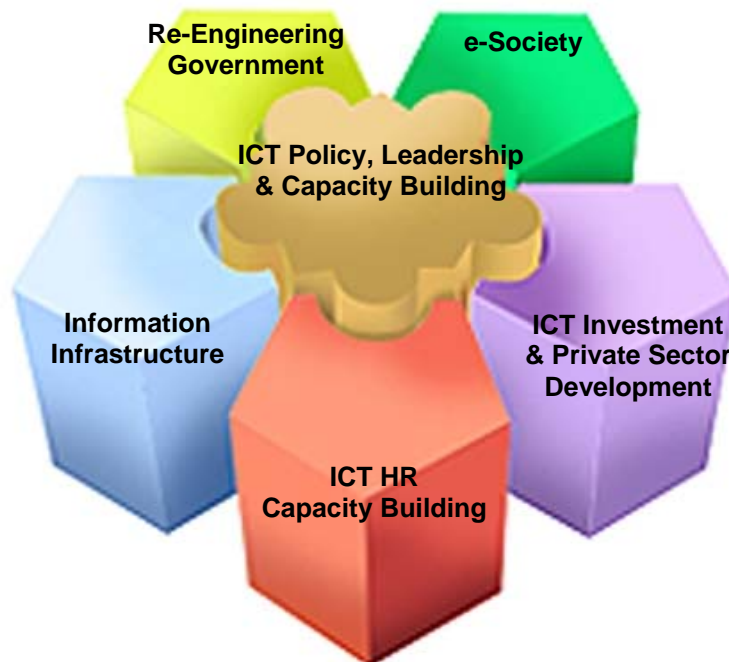 Re-Engineering
Government
e-Society
ICT Policy, Leadership
& Capacity Building
Information
Infrastructure
ICT Investment
& Private Sector
Development
ICT HR
Capacity Building